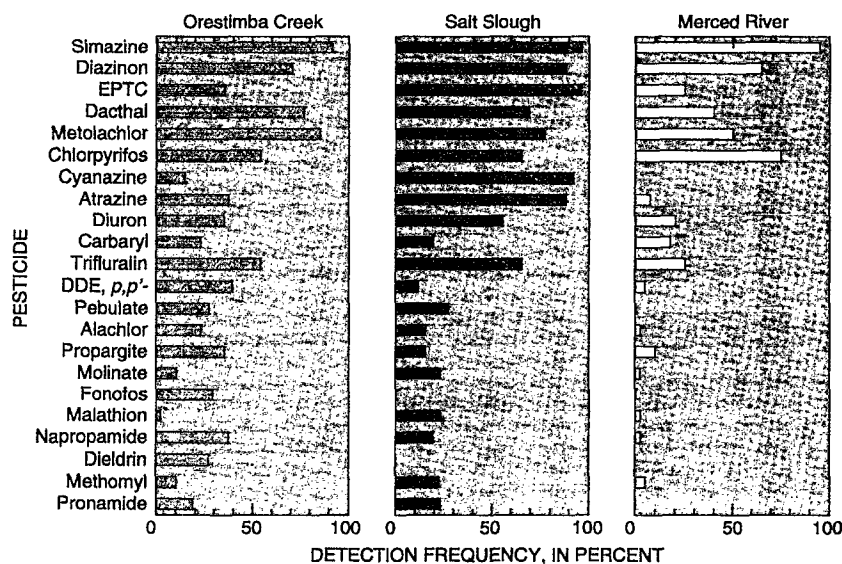 Orestimba Creek Salt Slough Merced River
PESTICIDE
Simazine
Diazinon
EPTC
Dacthal
Metolachlor
Chlorpyrifos
Cyanazine
Atrazine
Diuron
Carbaryl
Trifluralin
DDE, p,p'-
Pebulate
Alachlor
Propargite
Molinate
Fonofos
Malathion
Napropamide
Dieldrin
Methomyl
Pronamide
0 50 100 0 50 100 0 50 100
DETECTION FREQUENCY, IN PERCENT